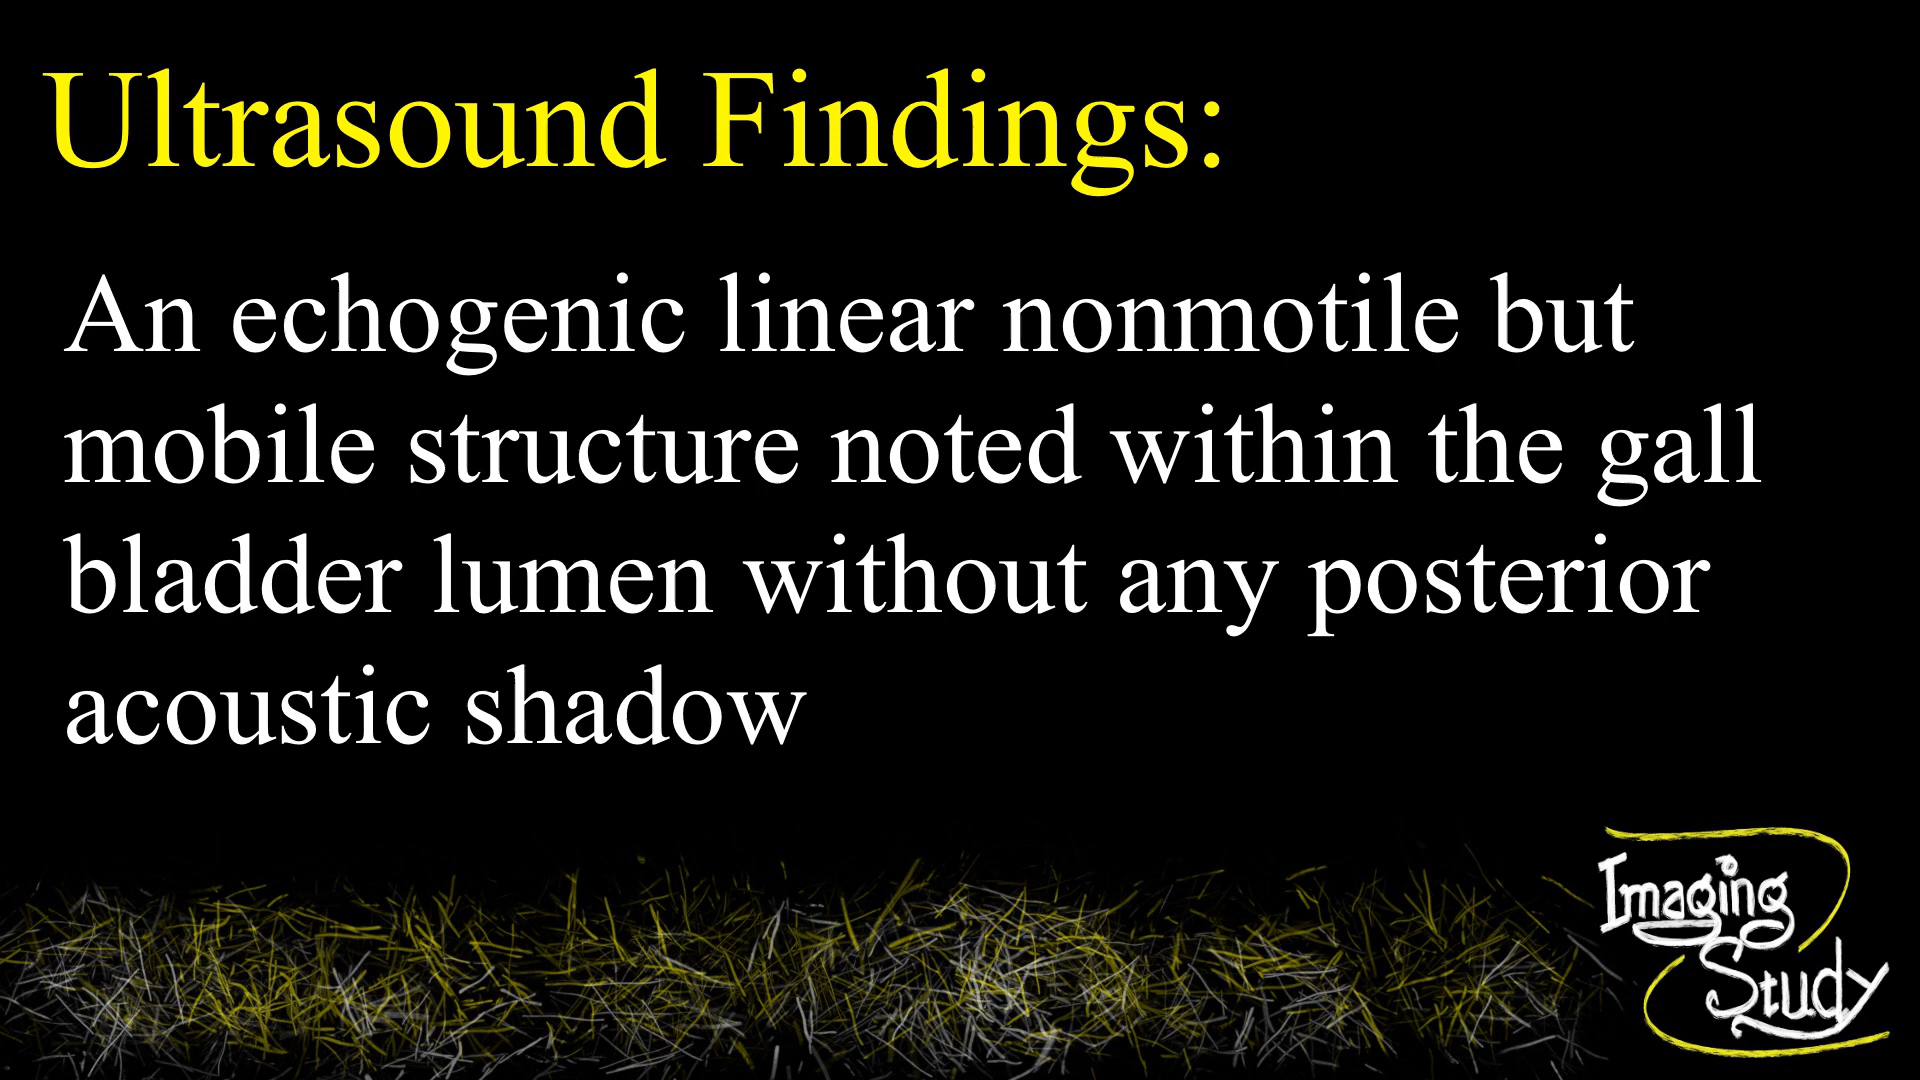 Ultrasound Findings:
An echogenic linear nonmotile but
mobile structure noted within the gall
bladder lumen without any posterior
acoustic shadow
Imaging
Study